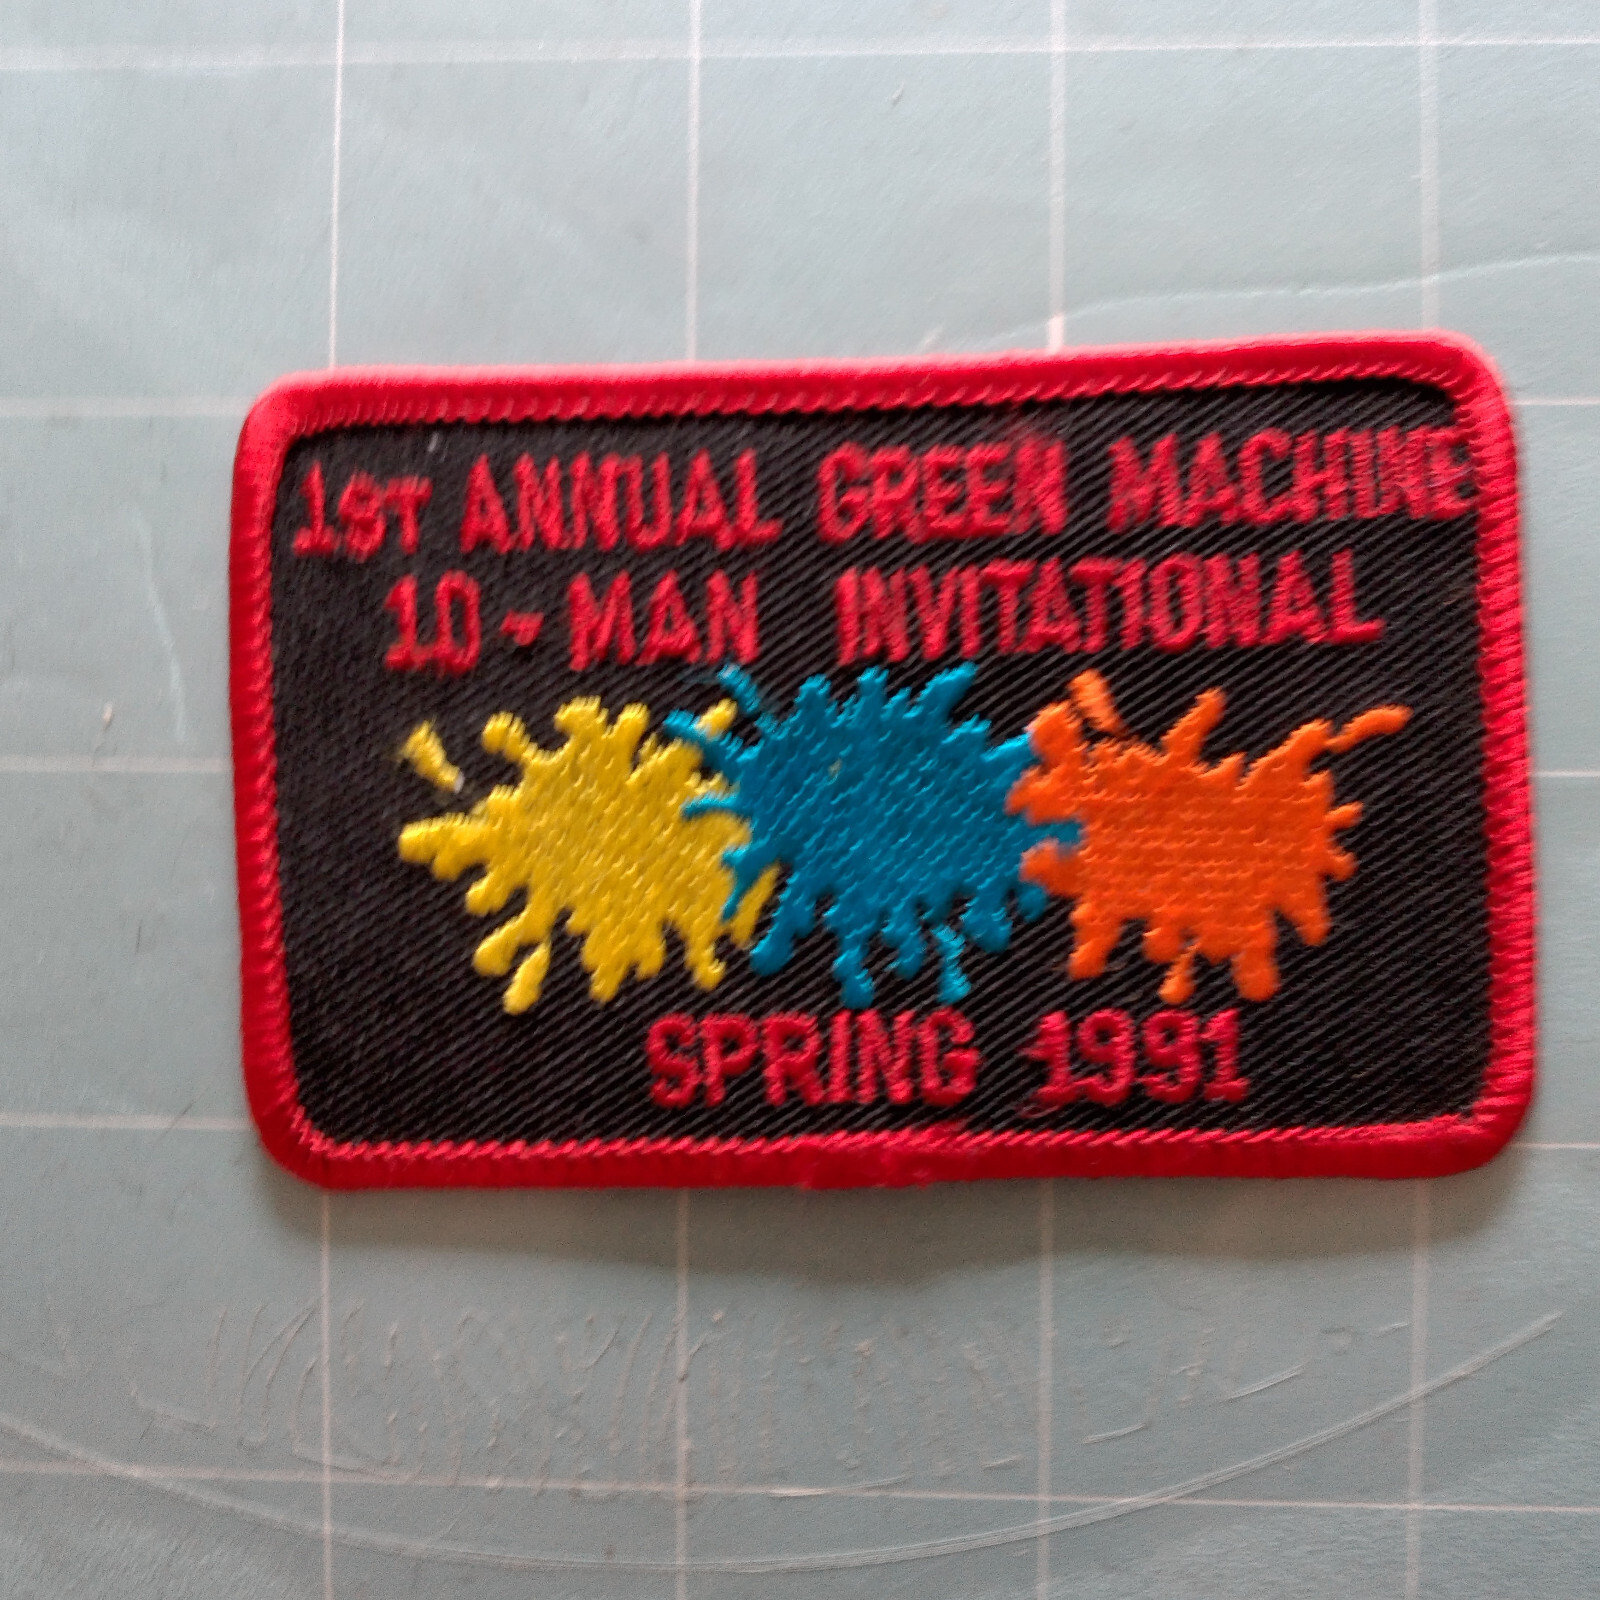 1ST ANNUAL GREEN MACHINE
10-MAN INVITATIONAL
SPRING 1991